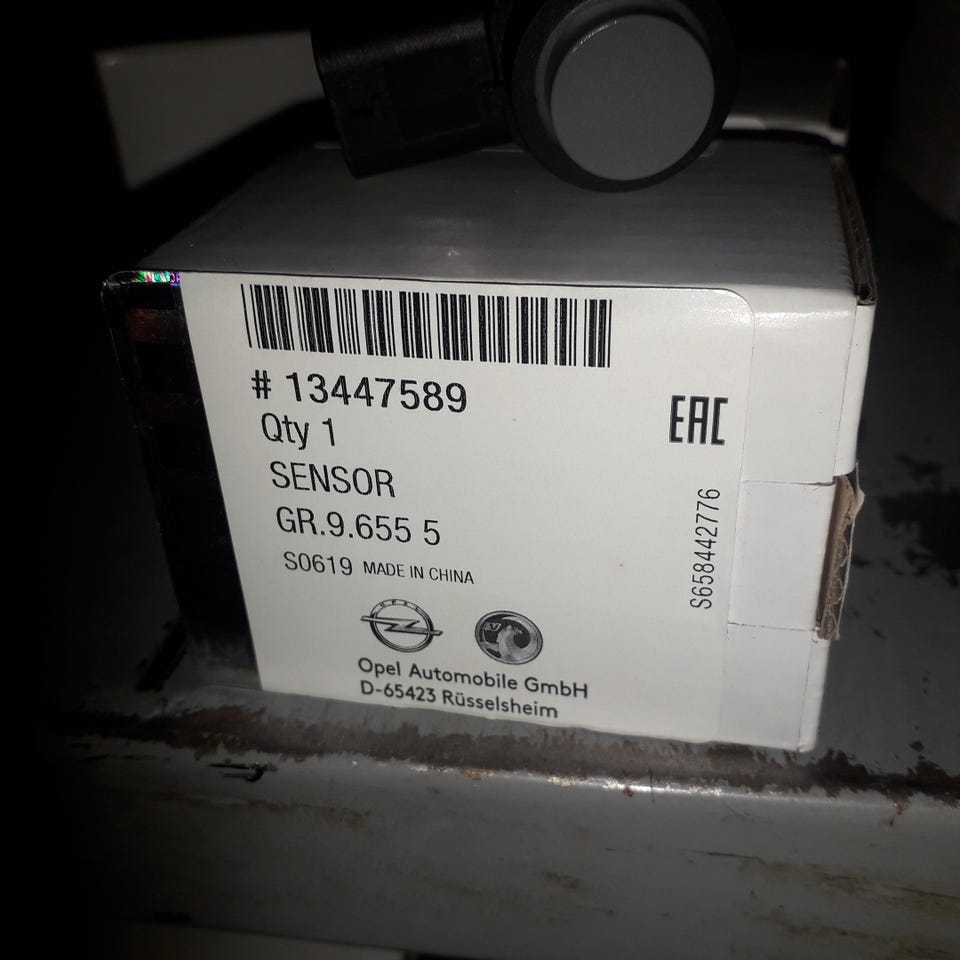 # 13447589
Qty 1
SENSOR
GR.9.655 5
S0619 MADE IN CHINA
EAC
S658442776
OPEL
Opel Automobile GmbH
D-65423 Rüsselsheim